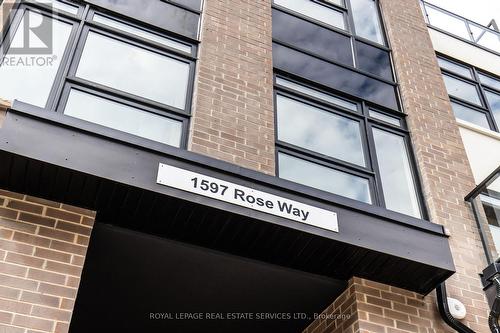 R
REALTOR
1597 Rose Way
ROYAL LEPAGE REAL ESTATE SERVICES LTD., Brokerage